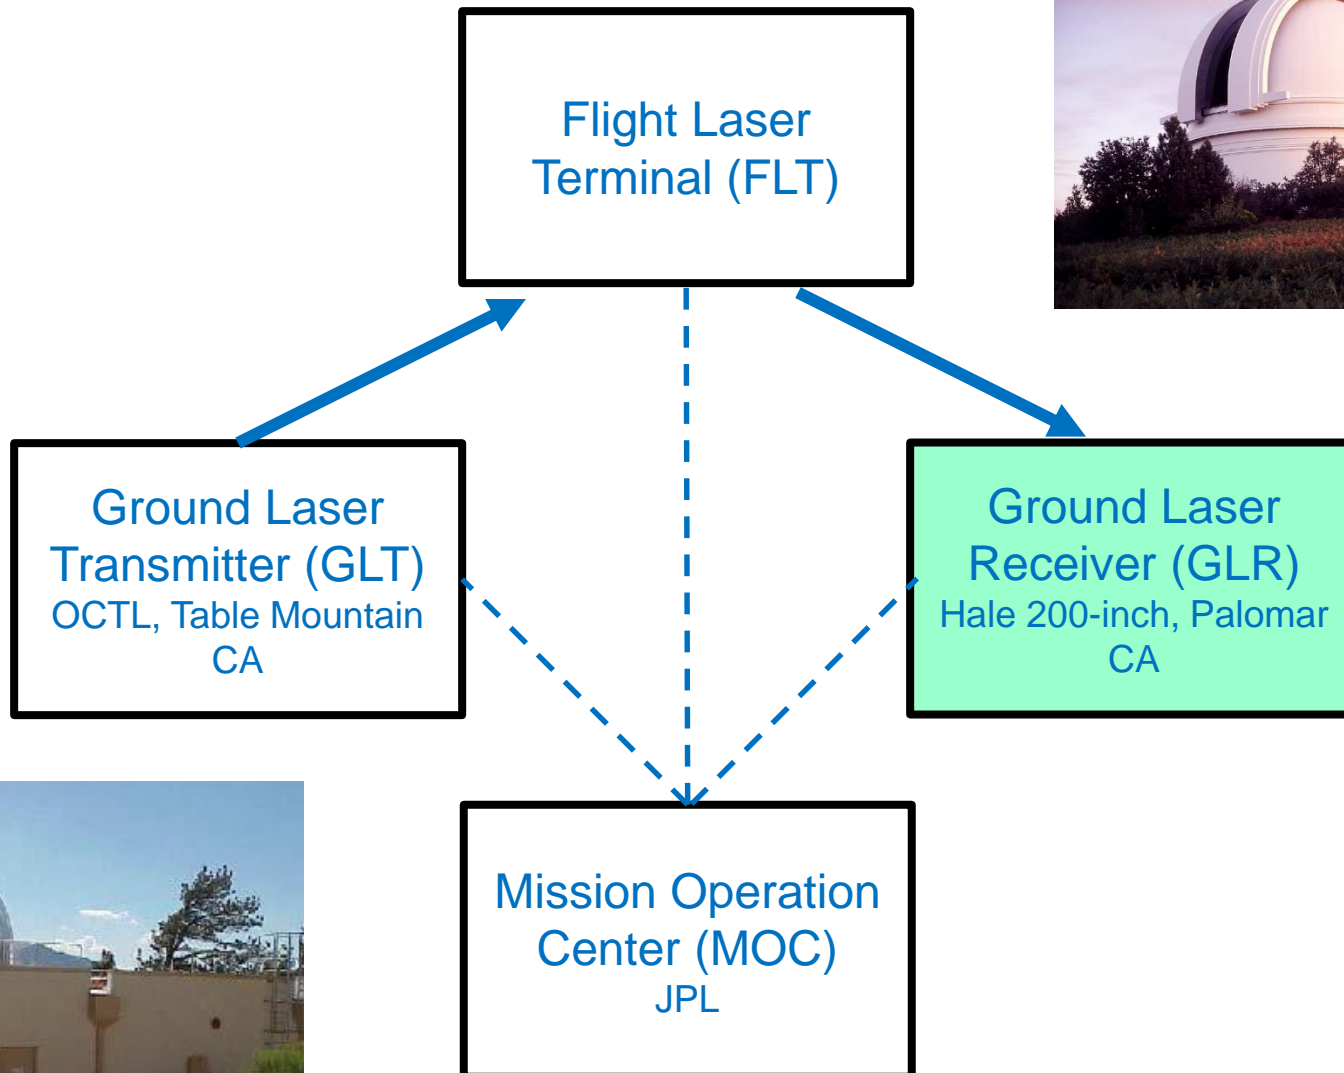 Flight Laser
Terminal (FLT)
Ground Laser
Transmitter (GLT)
OCTL, Table Mountain
CA
Ground Laser
Receiver (GLR)
Hale 200-inch, Palomar
CA
Mission Operation
Center (MOC)
JPL